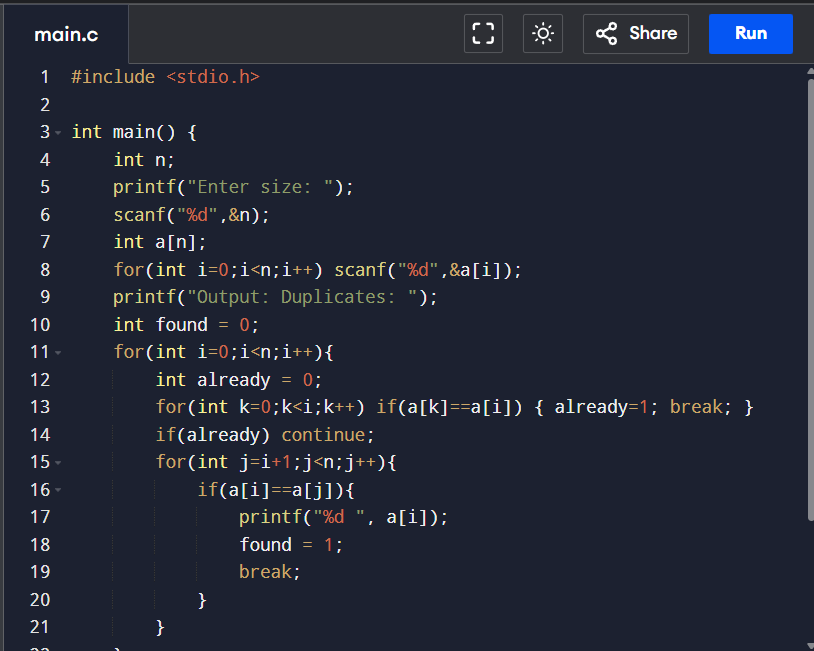 main.c
Share
Run
1 #include <stdio.h>
2
3 int main() {
4     int n;
5     printf("Enter size: ");
6     scanf("%d",&n);
7     int a[n];
8     for(int i=0;i<n;i++) scanf("%d",&a[i]);
9     printf("Output: Duplicates: ");
10     int found = 0;
11     for(int i=0;i<n;i++){
12         int already = 0;
13         for(int k=0;k<i;k++) if(a[k]==a[i]) { already=1; break; }
14         if(already) continue;
15         for(int j=i+1;j<n;j++){
16             if(a[i]==a[j]){
17                 printf("%d ", a[i]);
18                 found = 1;
19                 break;
20             }
21         }